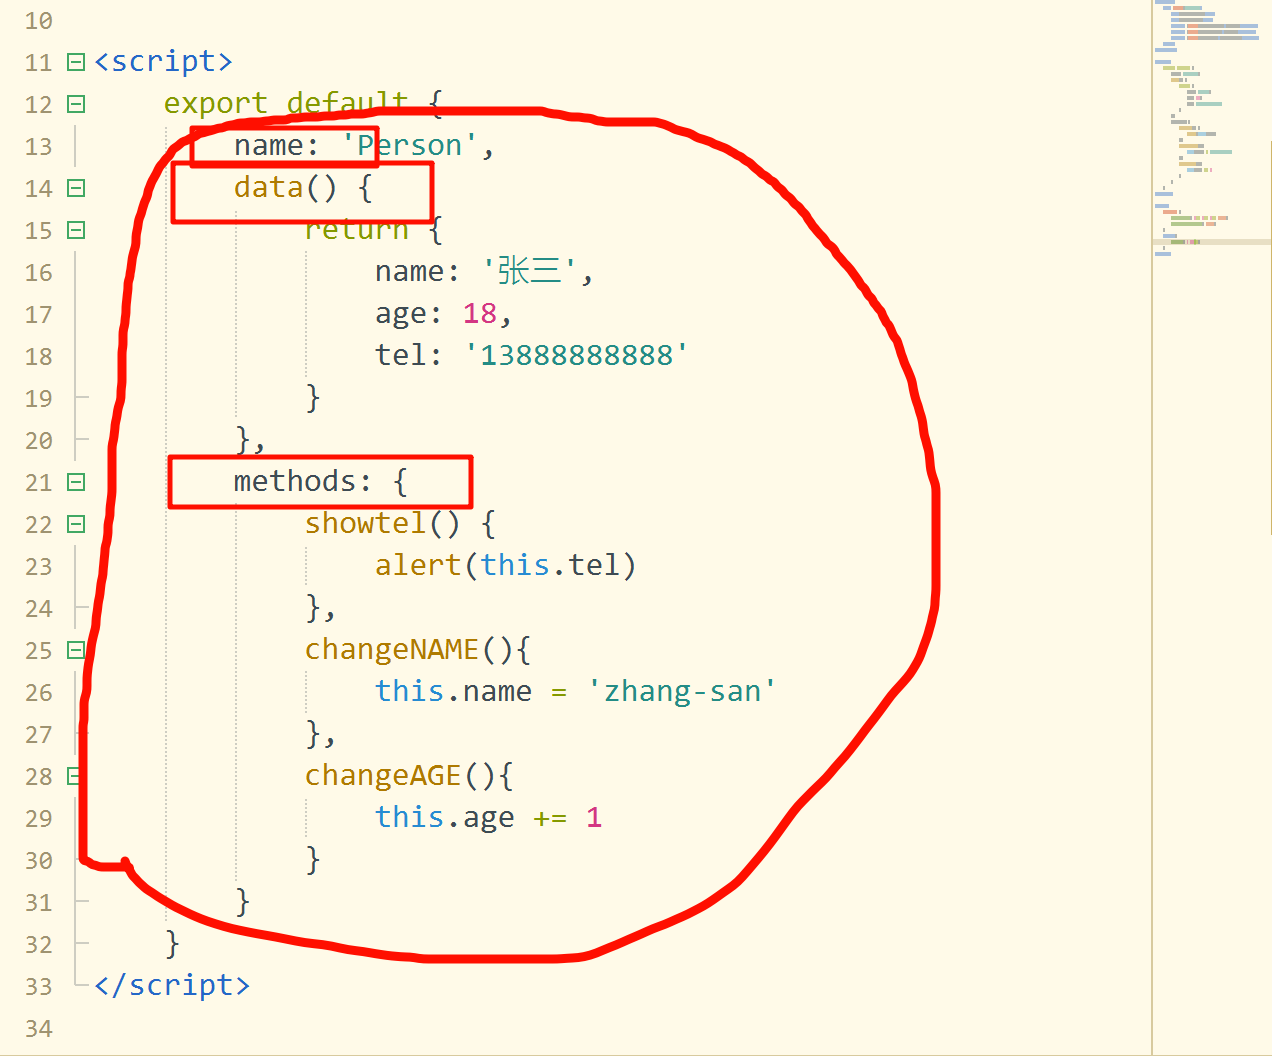 10
11 <script>
12 export default {
13 name: 'Person',
14 data() {
15 return {
16 name: '张三',
17 age: 18,
18 tel: '13888888888'
19 }
20 },
21 methods: {
22 showtel() {
23 alert(this.tel)
24 },
25 changeNAME(){
26 this.name = 'zhang-san'
27 },
28 changeAGE(){
29 this.age += 1
30 }
31 }
32 }
33 </script>
34